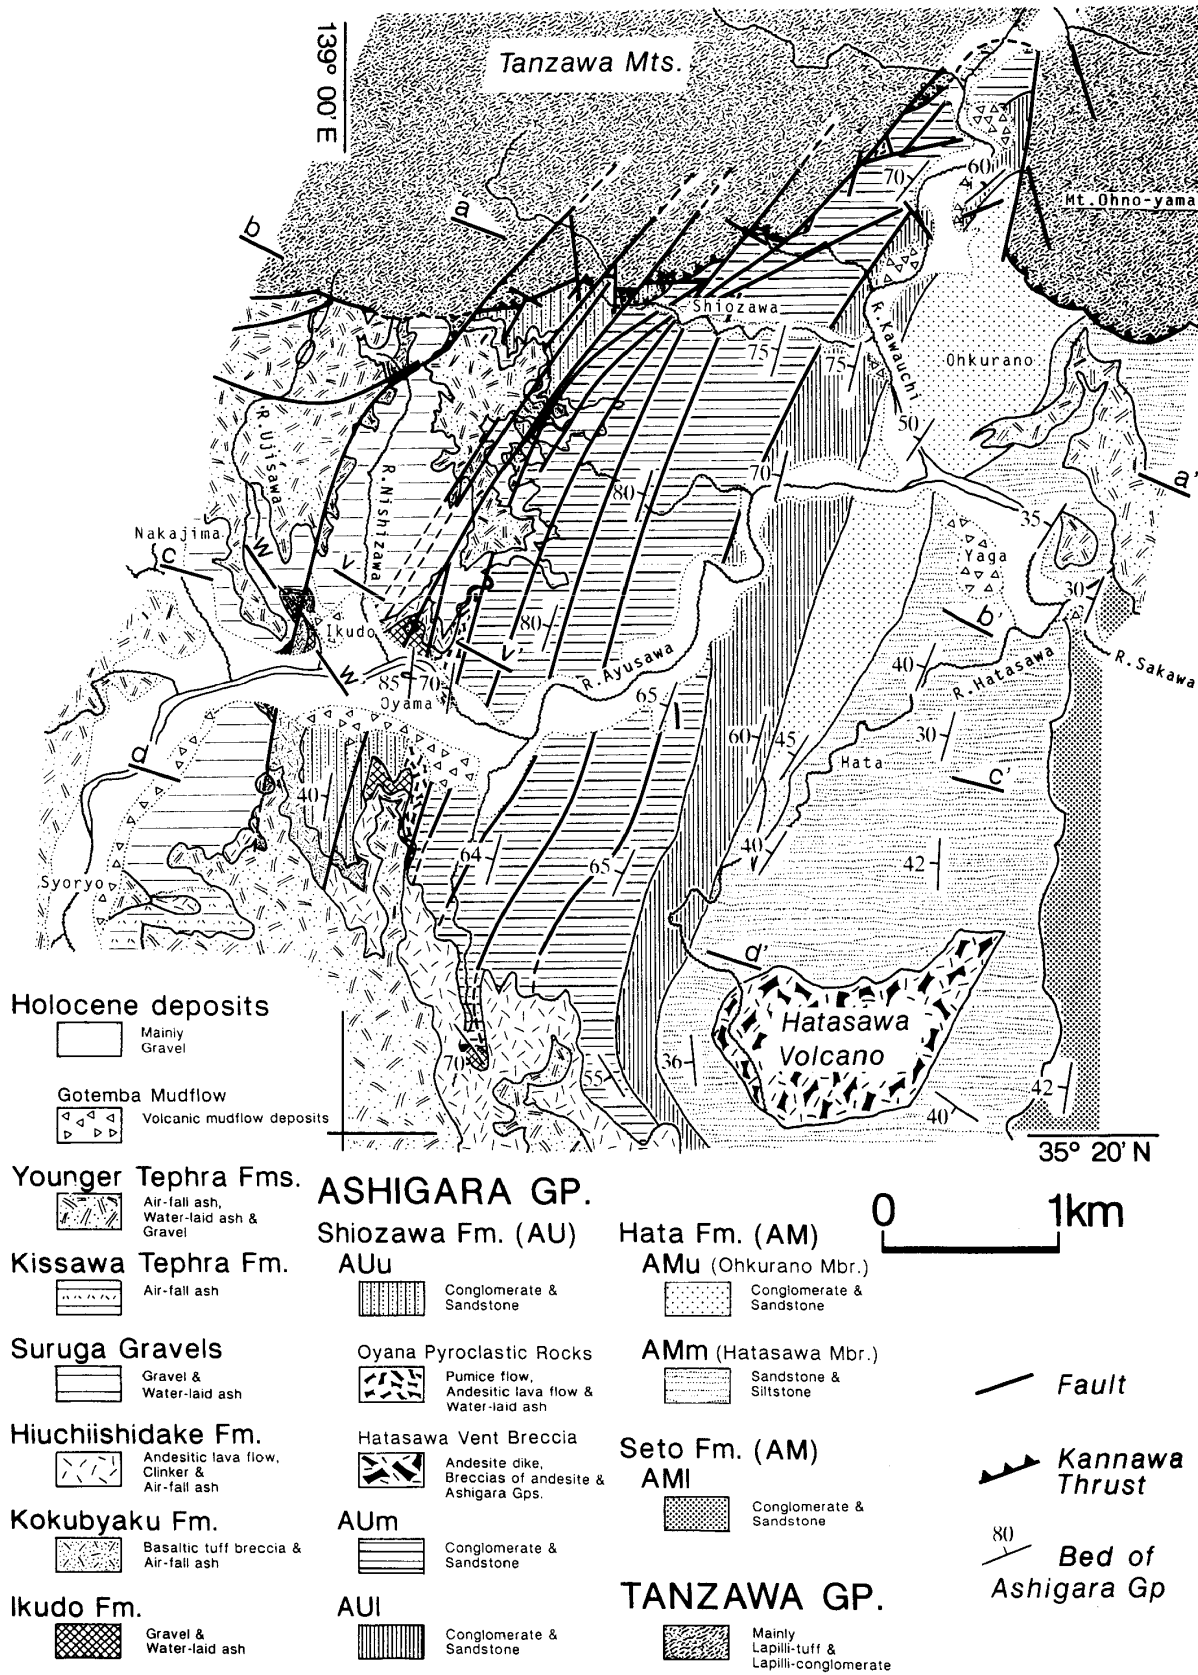 139° 00' E
Tanzawa Mts.
a
b
70
60
Mt.Ohno-yama
Shiozawa
R.Kawauchi
Ohkurano
75
75
50
R.Ujisawa
R.Nishizawa
80
70
a'
35
Nakajima
c
w
v
Yaga
30
Ikudo
80
v'
b'
R.Ayusawa
R.Hatasawa
R.Sakawa
w'
85
70
Oyama
65
40
d
60
45
30
Hata
c'
40
64
65
40
42
Syoryo
d'
Hatasawa
Volcano
70
55
36
40
42
35° 20' N
Holocene deposits
Mainly
Gravel
Gotemba Mudflow
Volcanic mudflow deposits
Younger Tephra Fms.
Air-fall ash,
Water-laid ash &
Gravel
Kissawa Tephra Fm.
Air-fall ash
Suruga Gravels
Gravel &
Water-laid ash
Hiuchiishidake Fm.
Andesitic lava flow,
Clinker &
Air-fall ash
Kokubyaku Fm.
Basaltic tuff breccia &
Air-fall ash
Ikudo Fm.
Gravel &
Water-laid ash
ASHIGARA GP.
Shiozawa Fm. (AU)
AUu
Conglomerate &
Sandstone
Oyana Pyroclastic Rocks
Pumice flow,
Andesitic lava flow &
Water-laid ash
Hatasawa Vent Breccia
Andesite dike,
Breccias of andesite &
Ashigara Gps.
AUm
Conglomerate &
Sandstone
AUl
Conglomerate &
Sandstone
Hata Fm. (AM)
AMu (Ohkurano Mbr.)
Conglomerate &
Sandstone
AMm (Hatasawa Mbr.)
Sandstone &
Siltstone
Seto Fm. (AM)
AMl
Conglomerate &
Sandstone
TANZAWA GP.
Mainly
Lapilli-tuff &
Lapilli-conglomerate
0 1km
Fault
Kannawa
Thrust
80
Bed of
Ashigara Gp